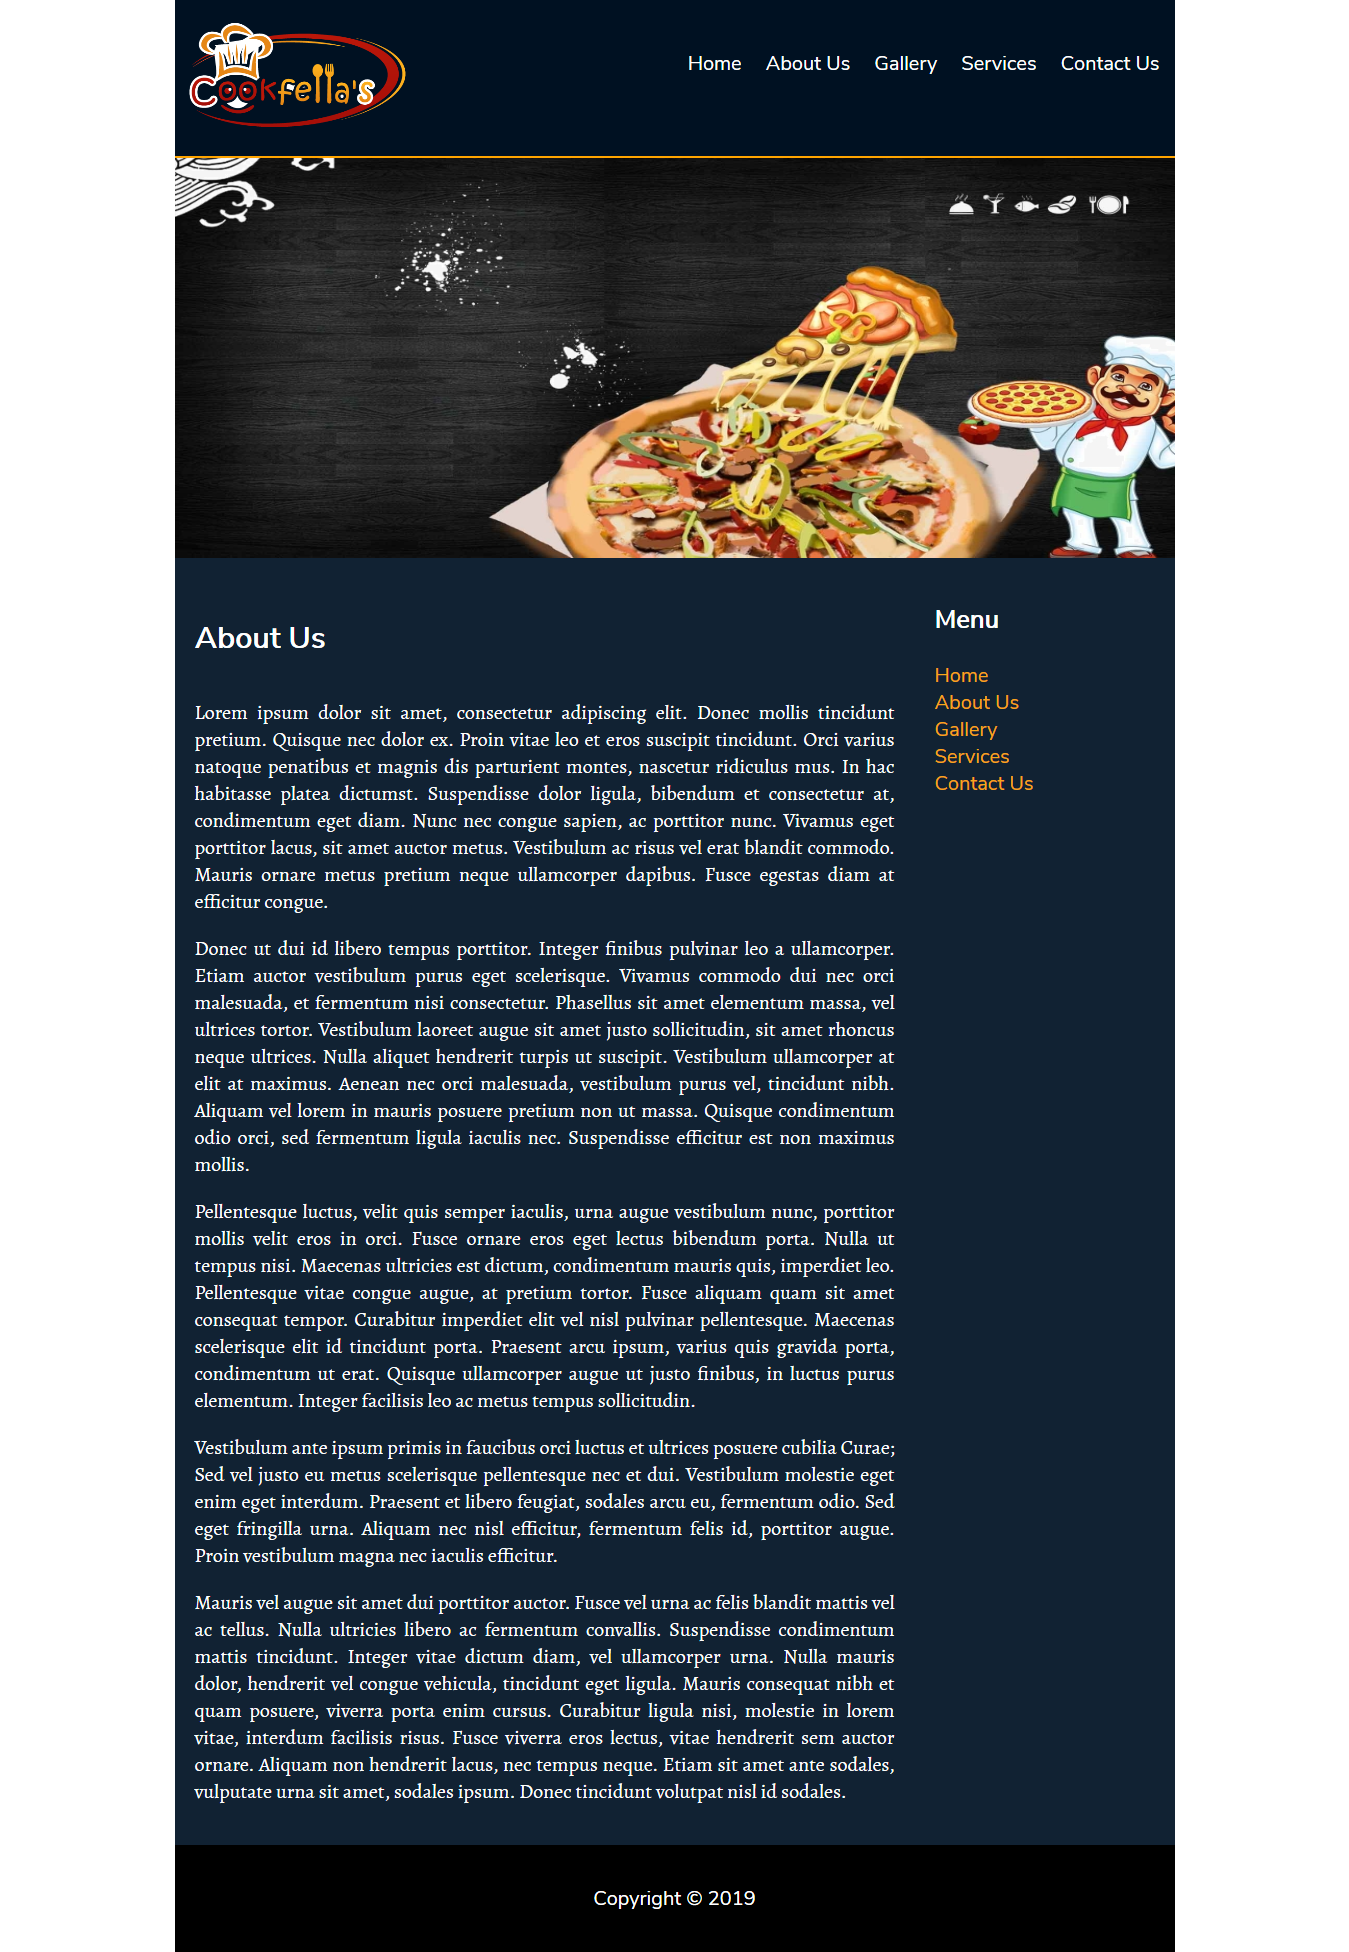 Cookfella's
Home About Us Gallery Services Contact Us
About Us
Lorem ipsum dolor sit amet, consectetur adipiscing elit. Donec mollis tincidunt
pretium. Quisque nec dolor ex. Proin vitae leo et eros suscipit tincidunt. Orci varius
natoque penatibus et magnis dis parturient montes, nascetur ridiculus mus. In hac
habitasse platea dictumst. Suspendisse dolor ligula, bibendum et consectetur at,
condimentum eget diam. Nunc nec congue sapien, ac porttitor nunc. Vivamus eget
porttitor lacus, sit amet auctor metus. Vestibulum ac risus vel erat blandit commodo.
Mauris ornare metus pretium neque ullamcorper dapibus. Fusce egestas diam at
efficitur congue.
Donec ut dui id libero tempus porttitor. Integer finibus pulvinar leo a ullamcorper.
Etiam auctor vestibulum purus eget scelerisque. Vivamus commodo dui nec orci
malesuada, et fermentum nisi consectetur. Phasellus sit amet elementum massa, vel
ultrices tortor. Vestibulum laoreet augue sit amet justo sollicitudin, sit amet rhoncus
neque ultrices. Nulla aliquet hendrerit turpis ut suscipit. Vestibulum ullamcorper at
elit at maximus. Aenean nec orci malesuada, vestibulum purus vel, tincidunt nibh.
Aliquam vel lorem in mauris posuere pretium non ut massa. Quisque condimentum
odio orci, sed fermentum ligula iaculis nec. Suspendisse efficitur est non maximus
mollis.
Pellentesque luctus, velit quis semper iaculis, urna augue vestibulum nunc, porttitor
mollis velit eros in orci. Fusce ornare eros eget lectus bibendum porta. Nulla ut
tempus nisi. Maecenas ultricies est dictum, condimentum mauris quis, imperdiet leo.
Pellentesque vitae congue augue, at pretium tortor. Fusce aliquam quam sit amet
consequat tempor. Curabitur imperdiet elit vel nisl pulvinar pellentesque. Maecenas
scelerisque elit id tincidunt porta. Praesent arcu ipsum, varius quis gravida porta,
condimentum ut erat. Quisque ullamcorper augue ut justo finibus, in luctus purus
elementum. Integer facilisis leo ac metus tempus sollicitudin.
Vestibulum ante ipsum primis in faucibus orci luctus et ultrices posuere cubilia Curae;
Sed vel justo eu metus scelerisque pellentesque nec et dui. Vestibulum molestie eget
enim eget interdum. Praesent et libero feugiat, sodales arcu eu, fermentum odio. Sed
eget fringilla urna. Aliquam nec nisl efficitur, fermentum felis id, porttitor augue.
Proin vestibulum magna nec iaculis efficitur.
Mauris vel augue sit amet dui porttitor auctor. Fusce vel urna ac felis blandit mattis vel
ac tellus. Nulla ultricies libero ac fermentum convallis. Suspendisse condimentum
mattis tincidunt. Integer vitae dictum diam, vel ullamcorper urna. Nulla mauris
dolor, hendrerit vel congue vehicula, tincidunt eget ligula. Mauris consequat nibh et
quam posuere, viverra porta enim cursus. Curabitur ligula nisi, molestie in lorem
vitae, interdum facilisis risus. Fusce viverra eros lectus, vitae hendrerit sem auctor
ornare. Aliquam non hendrerit lacus, nec tempus neque. Etiam sit amet ante sodales,
vulputate urna sit amet, sodales ipsum. Donec tincidunt volutpat nisl id sodales.
Menu
Home
About Us
Gallery
Services
Contact Us
Copyright © 2019